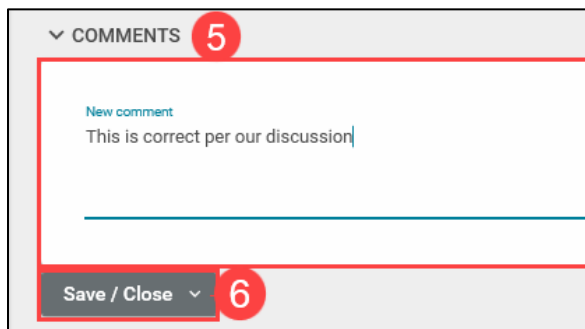 COMMENTS 5
New comment
This is correct per our discussion
Save / Close 6